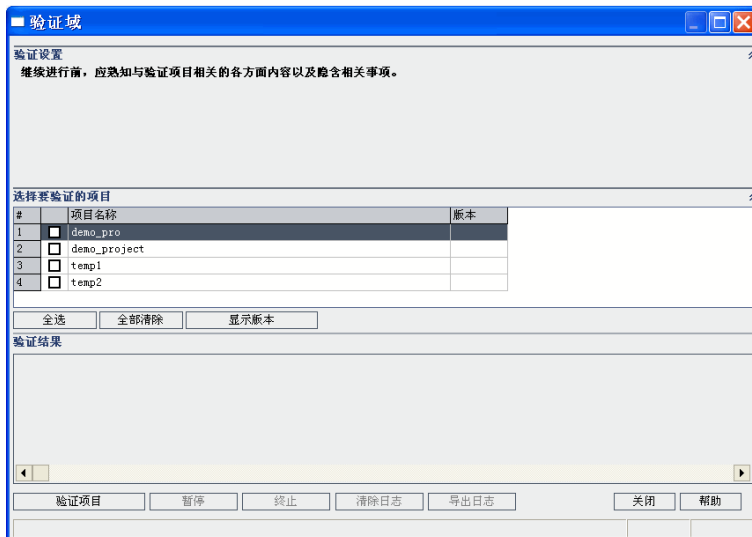 验证域
验证设置
继续进行前，应熟知与验证项目相关的各方面内容以及隐含相关事项。
选择要验证的项目
# 项目名称 版本
1 demo_pro
2 demo_project
3 temp1
4 temp2
全选 全部清除 显示版本
验证结果
验证项目 暂停 终止 清除日志 导出日志 关闭 帮助